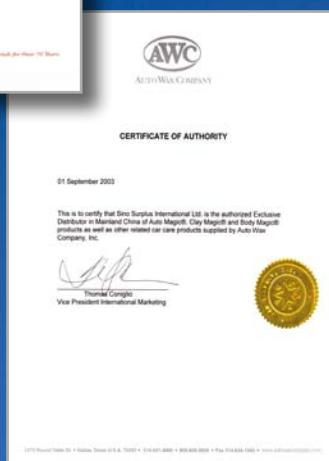 AWC
AUTO WAX COMPANY
CERTIFICATE OF AUTHORITY
01 September 2003
This is to certify that Sino Surplus International Ltd. is the authorized Exclusive
Distributor in Mainland China of Auto Magic®, Clay Magic® and Body Magic®
products as well as other related car care products supplied by Auto Wax
Company, Inc.
Thomas Coniglio
Vice President International Marketing